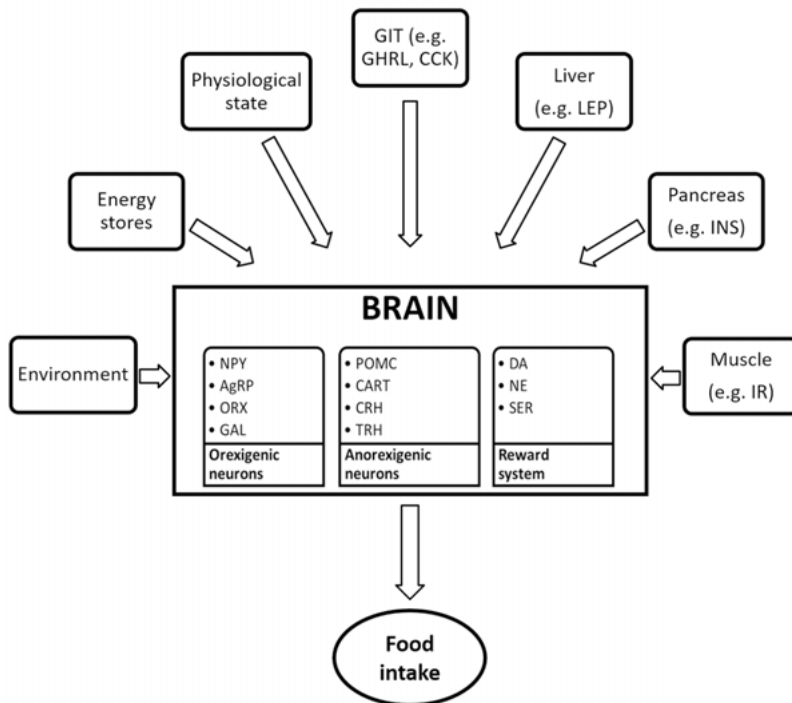 GIT (e.g.
GHRL, CCK)
Physiological
state
Liver
(e.g. LEP)
Energy
stores
Pancreas
(e.g. INS)
BRAIN
Environment
• NPY
• AgRP
• ORX
• GAL
Orexigenic
neurons
• POMC
• CART
• CRH
• TRH
Anorexigenic
neurons
• DA
• NE
• SER
Reward
system
Muscle
(e.g. IR)
Food
intake